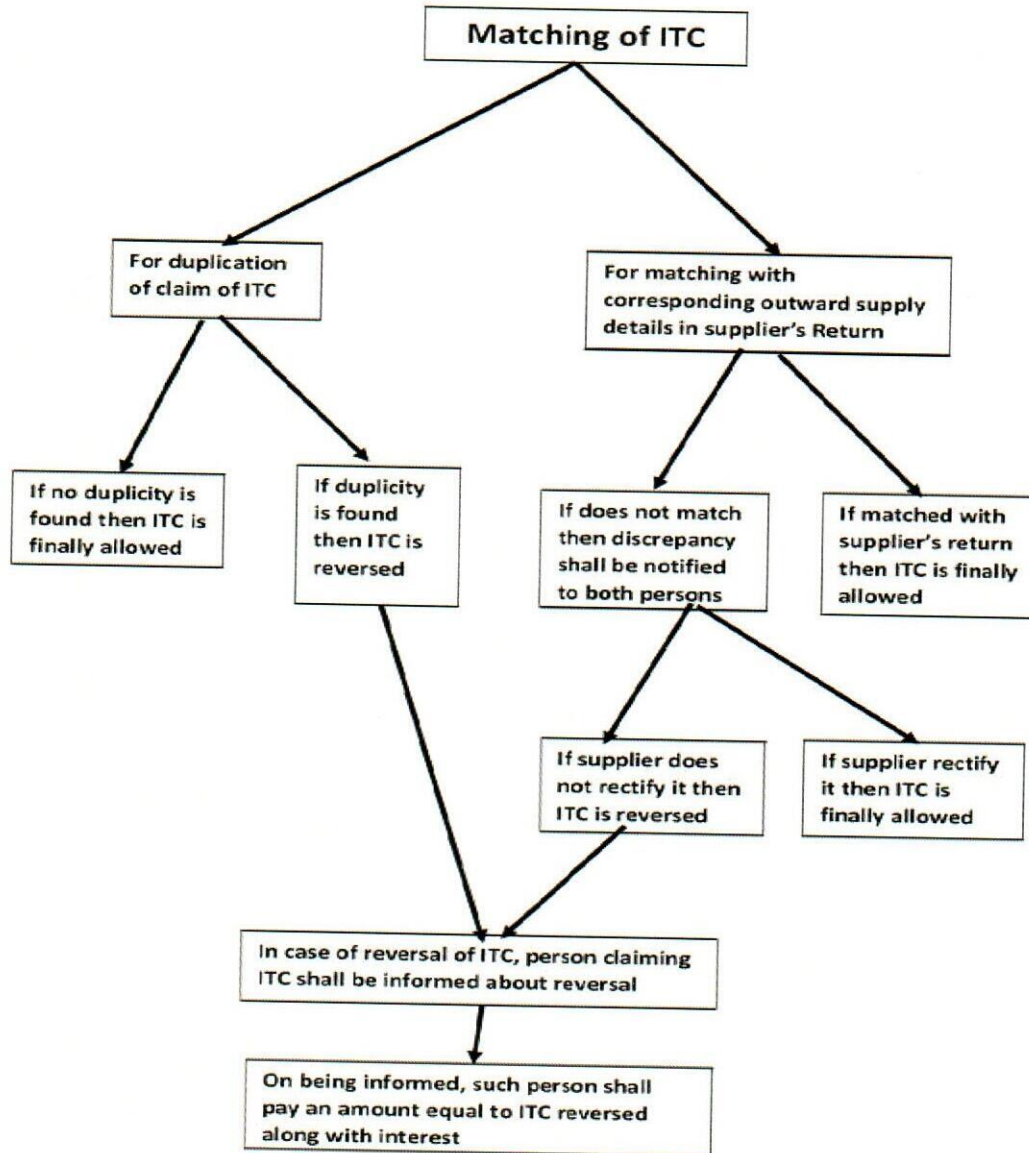 Matching of ITC
For duplication
of claim of ITC
For matching with
corresponding outward supply
details in supplier's Return
If no duplicity is
found then ITC is
finally allowed
If duplicity
is found
then ITC is
reversed
If does not match
then discrepancy
shall be notified
to both persons
If matched with
supplier's return
then ITC is finally
allowed
If supplier does
not rectify it then
ITC is reversed
If supplier rectify
it then ITC is
finally allowed
In case of reversal of ITC, person claiming
ITC shall be informed about reversal
On being informed, such person shall
pay an amount equal to ITC reversed
along with interest